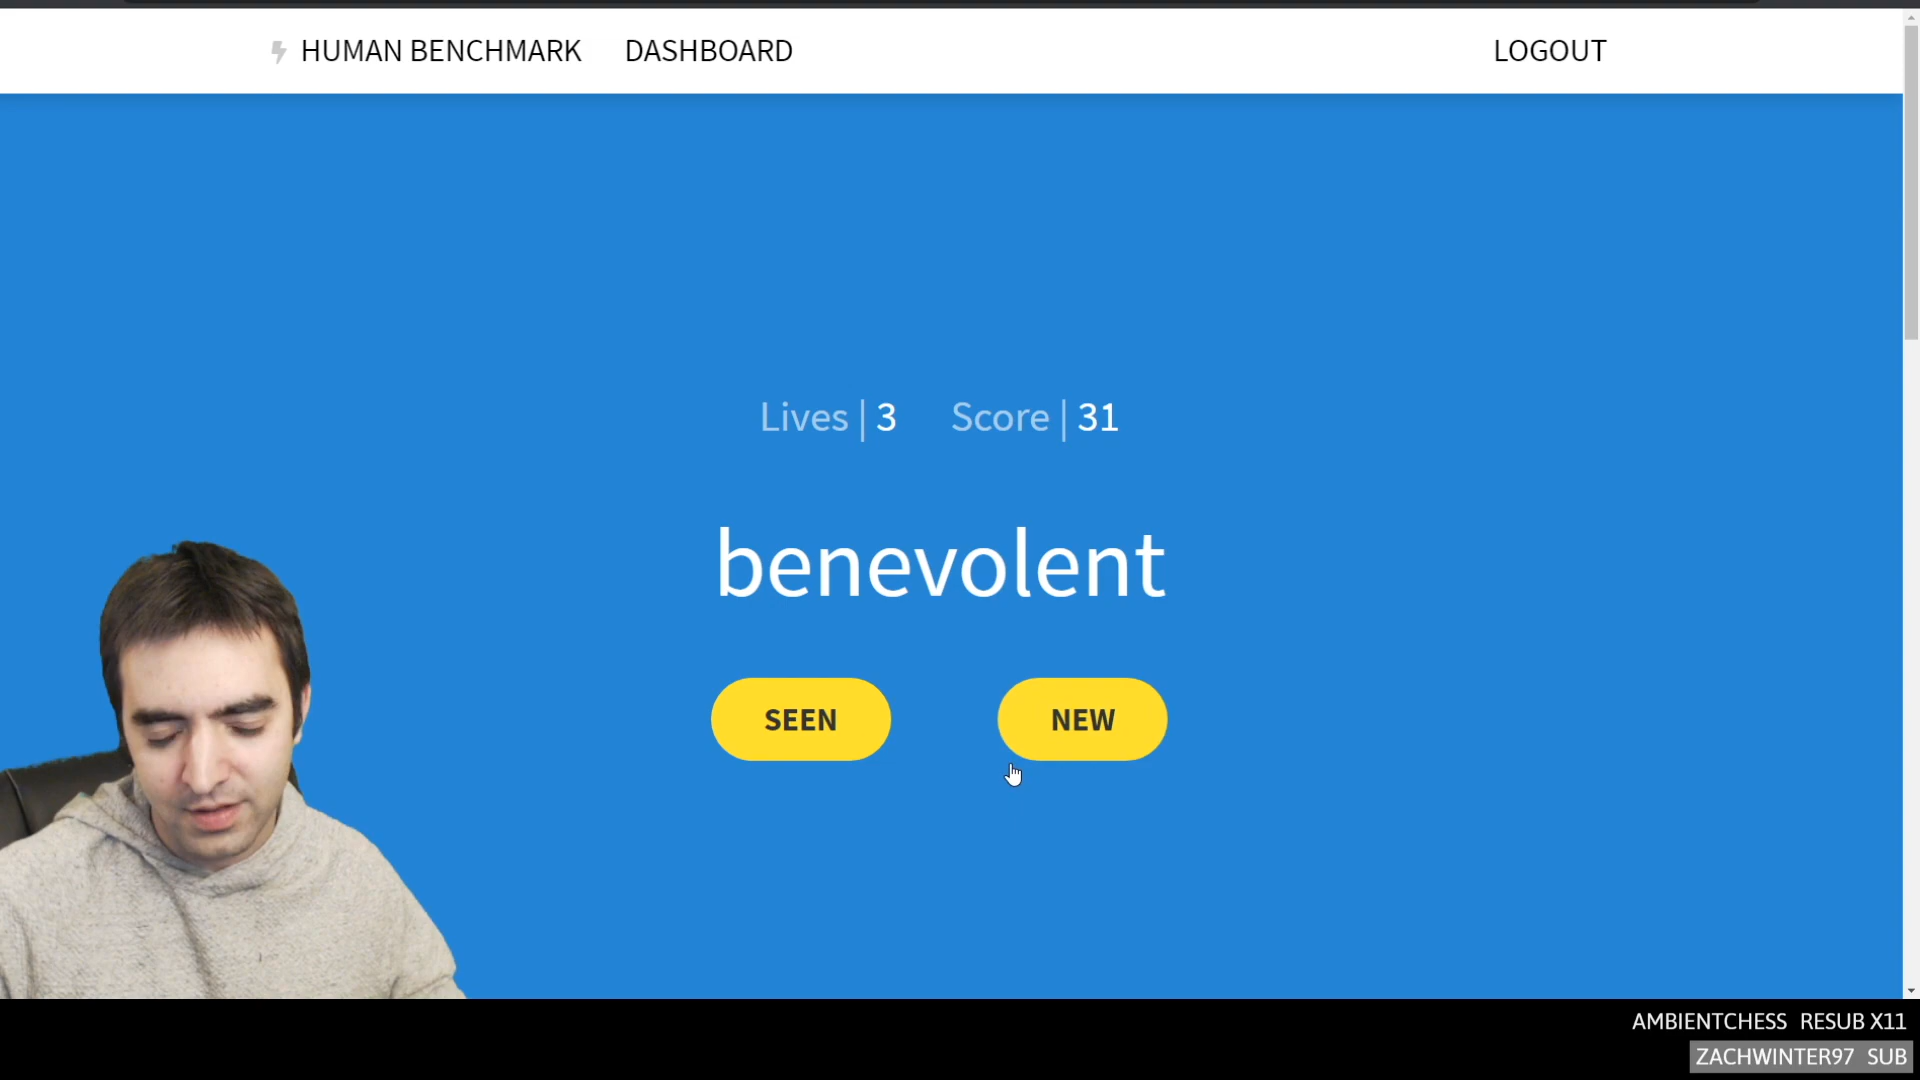 HUMAN BENCHMARK DASHBOARD LOGOUT
Lives | 3 Score | 31
benevolent
SEEN NEW
AMBIENTCHESS RESUB X11
ZACHWINTER97 SUB